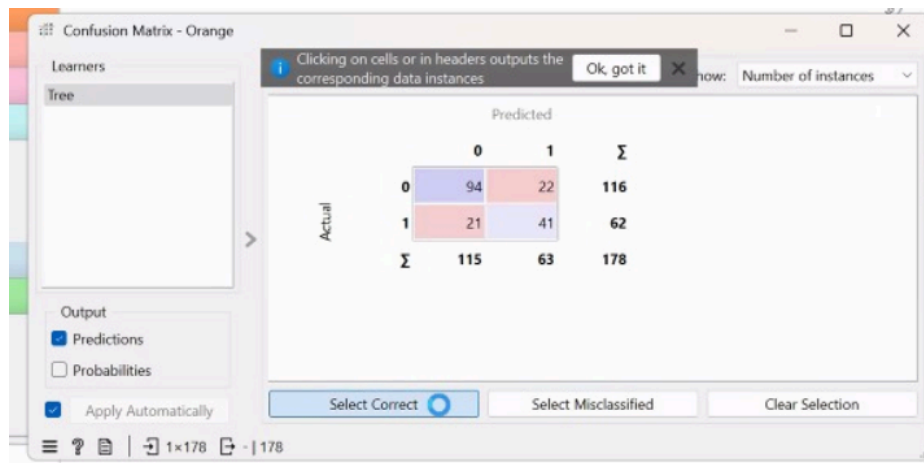 Confusion Matrix - Orange
Learners
Tree
Clicking on cells or in headers outputs the
corresponding data instances
Ok, got it
now: Number of instances
Predicted
0 1 Σ
Actual
0 94 22 116
1 21 41 62
Σ 115 63 178
Output
Predictions
Probabilities
Apply Automatically
Select Correct
Select Misclassified
Clear Selection
1×178 - | 178